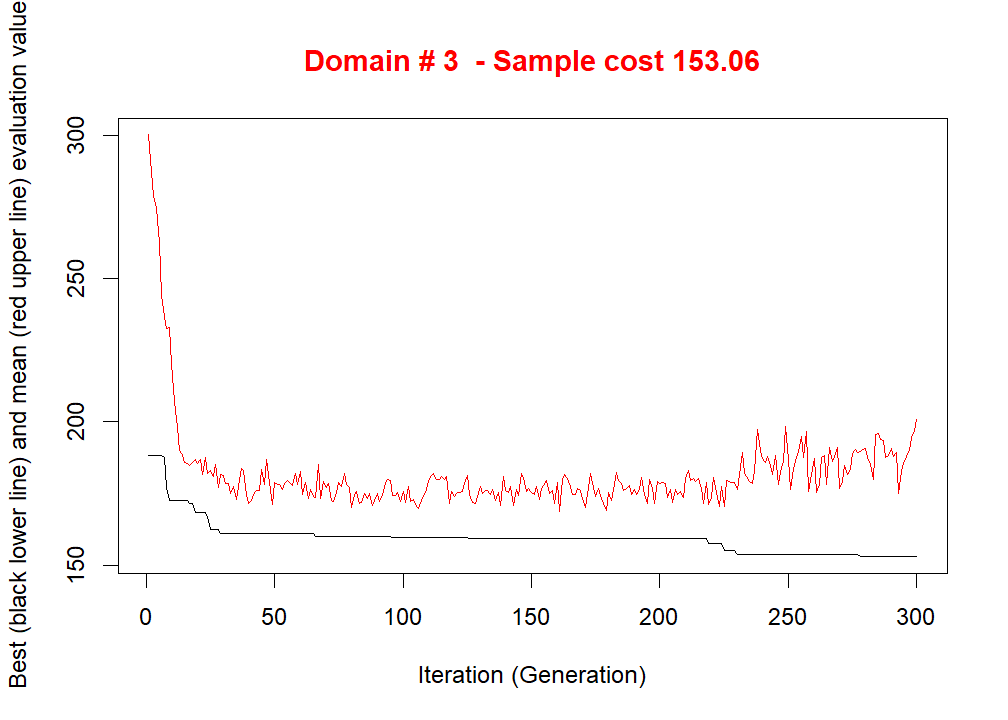 Domain # 3  - Sample cost 153.06
Best (black lower line) and mean (red upper line) evaluation value
300
250
200
150
0 50 100 150 200 250 300
Iteration (Generation)